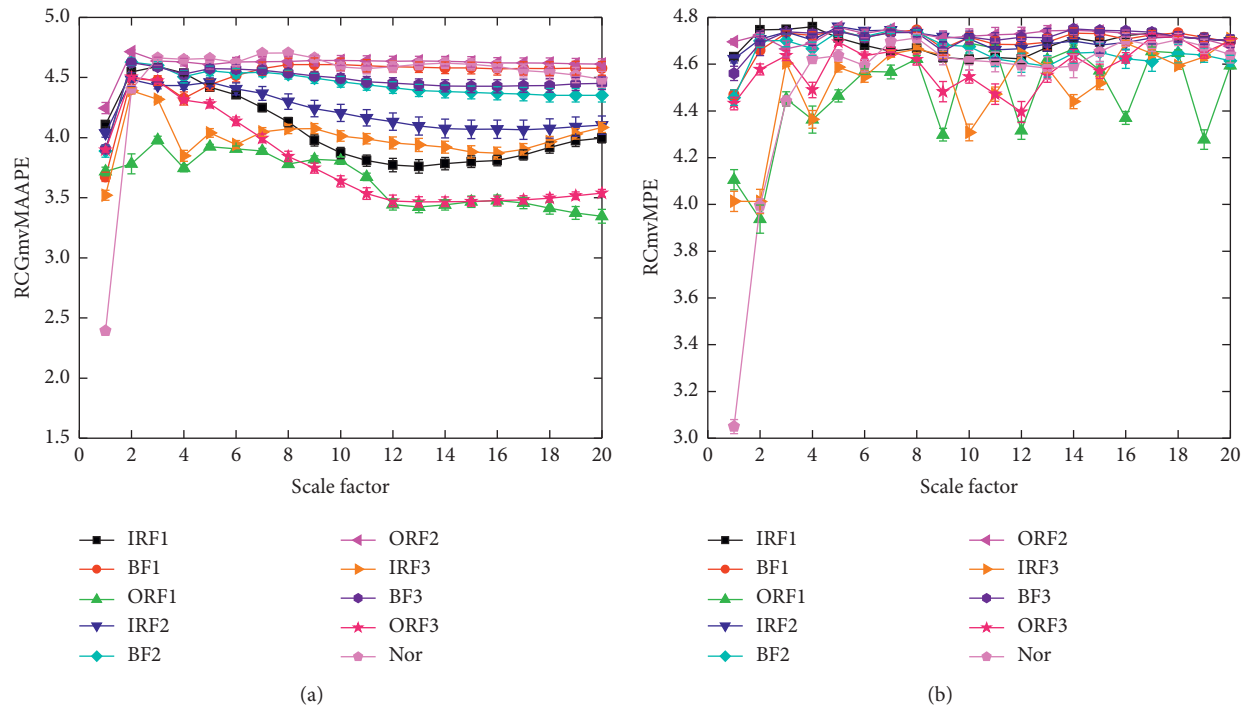 5.0
4.5
4.0
3.5
3.0
2.5
2.0
1.5
RCGmvMAAPE
0 2 4 6 8 10 12 14 16 18 20
Scale factor
IRF1
BF1
ORF1
IRF2
BF2
ORF2
IRF3
BF3
ORF3
Nor
(a)
4.8
4.6
4.4
4.2
4.0
3.8
3.6
3.4
3.2
3.0
RCmvMPE
0 2 4 6 8 10 12 14 16 18 20
Scale factor
IRF1
BF1
ORF1
IRF2
BF2
ORF2
IRF3
BF3
ORF3
Nor
(b)